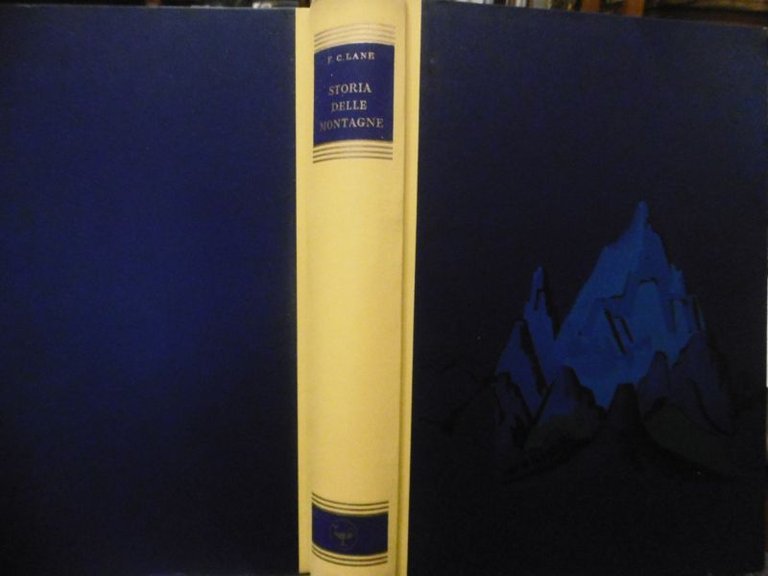 F. C. LANE
STORIA
DELLE
MONTAGNE